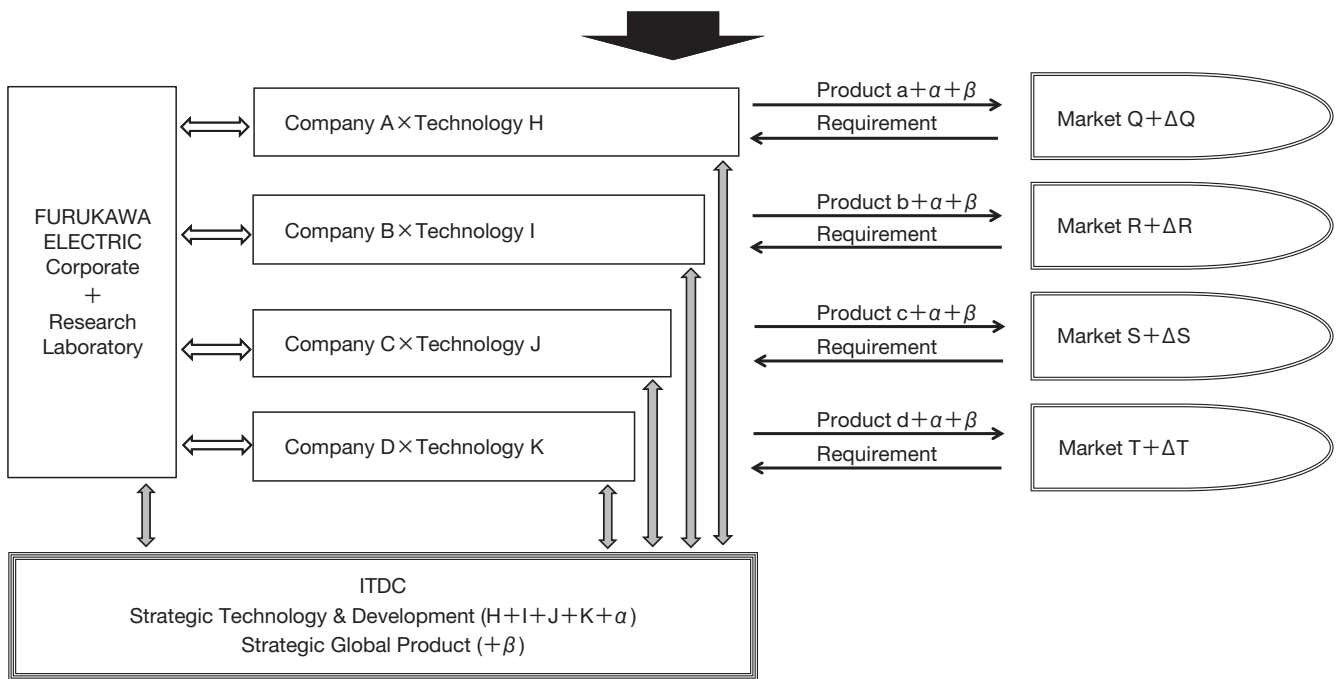 FURUKAWA
ELECTRIC
Corporate
+
Research
Laboratory
Company A×Technology H
Product a+α+β
Requirement
Market Q+ΔQ
Company B×Technology I
Product b+α+β
Requirement
Market R+ΔR
Company C×Technology J
Product c+α+β
Requirement
Market S+ΔS
Company D×Technology K
Product d+α+β
Requirement
Market T+ΔT
ITDC
Strategic Technology & Development (H+I+J+K+α)
Strategic Global Product (+β)